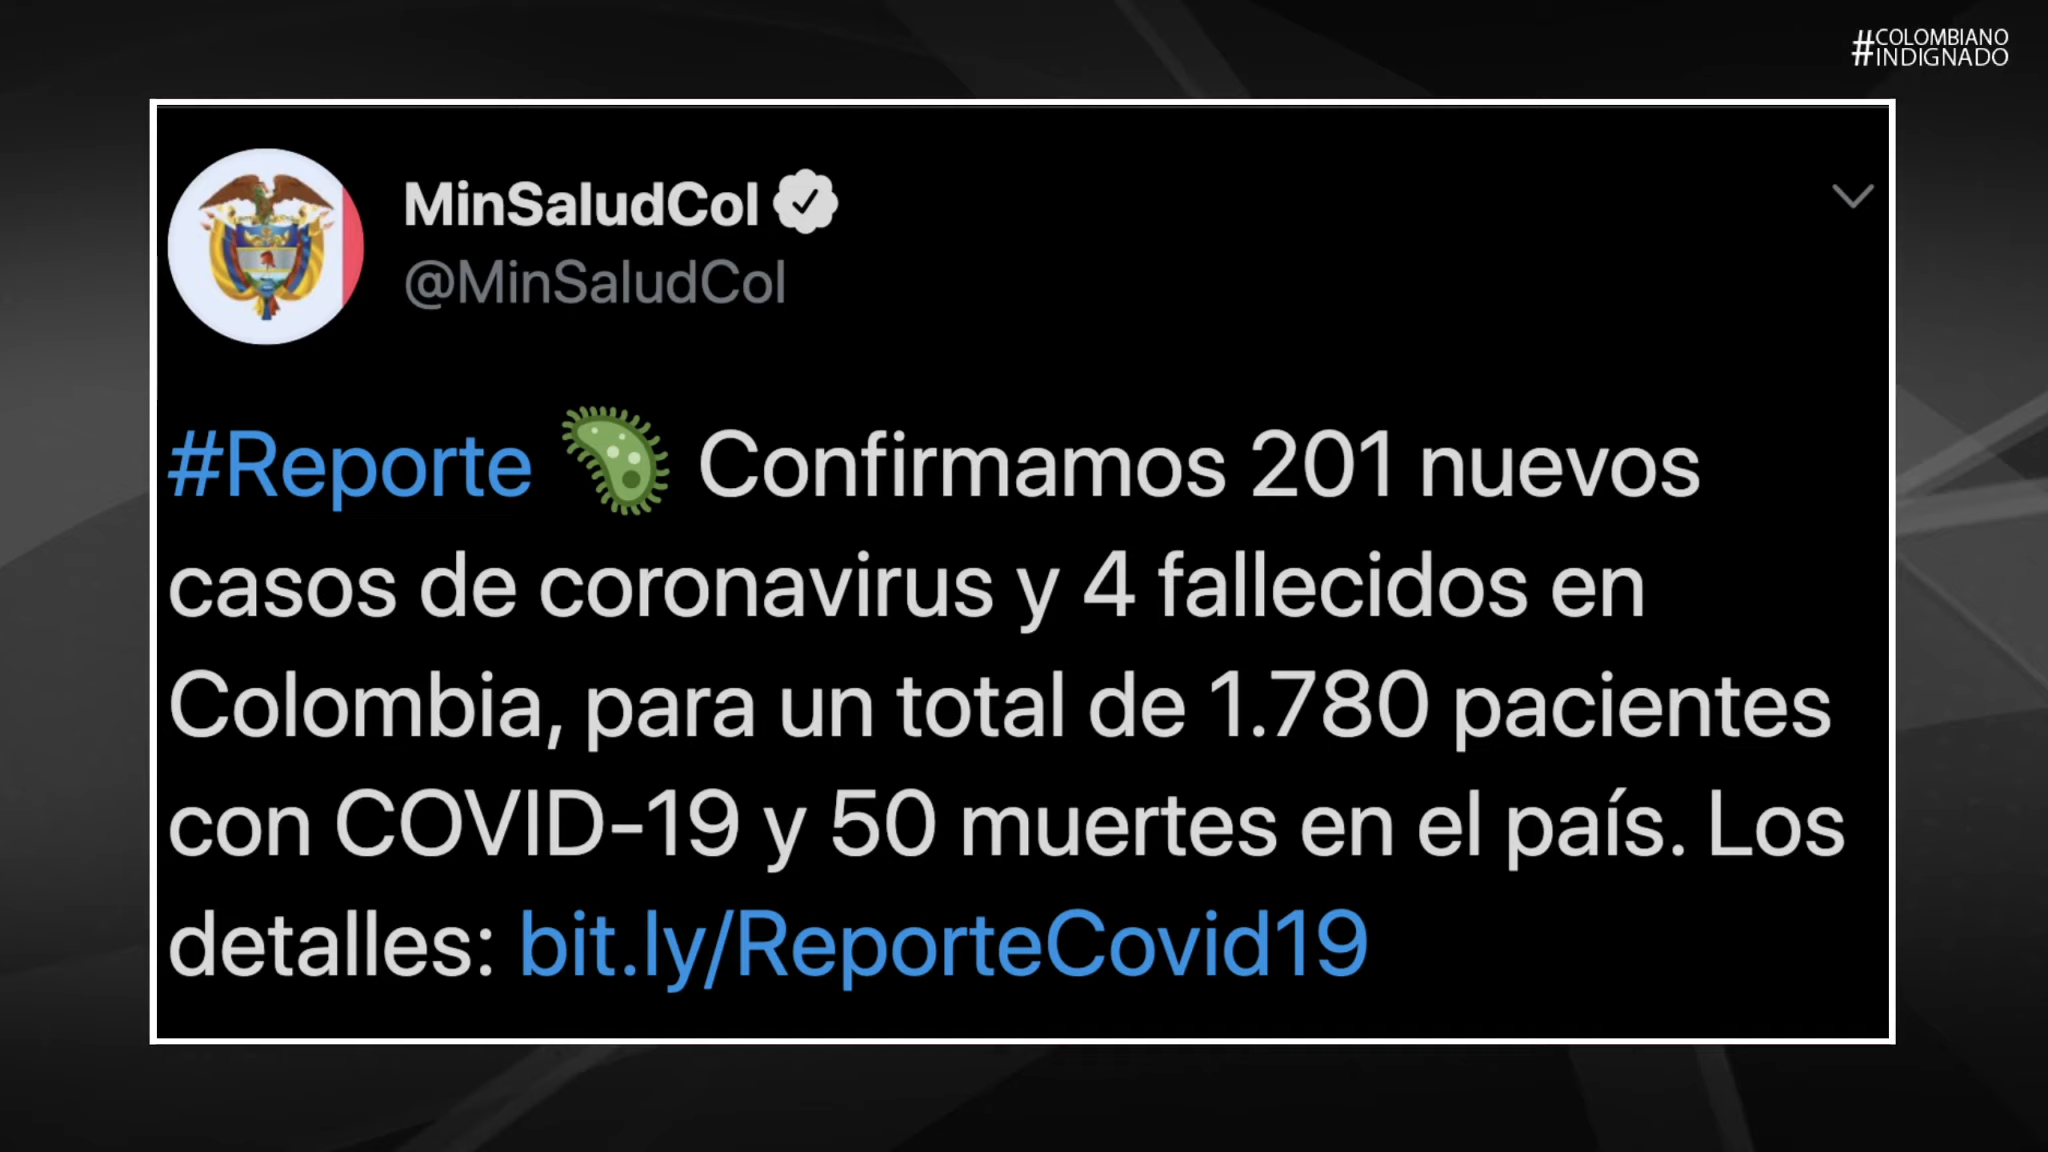 #COLOMBIANO
INDIGNADO
MinSaludCol
@MinSaludCol
#Reporte 🦠 Confirmamos 201 nuevos
casos de coronavirus y 4 fallecidos en
Colombia, para un total de 1.780 pacientes
con COVID-19 y 50 muertes en el país. Los
detalles: bit.ly/ReporteCovid19